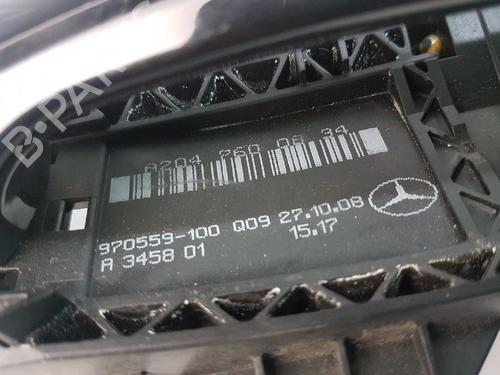 A204 760 08 34
970559-100 Q09 27.10.08
A 3458 01
15.17
B-PARTS